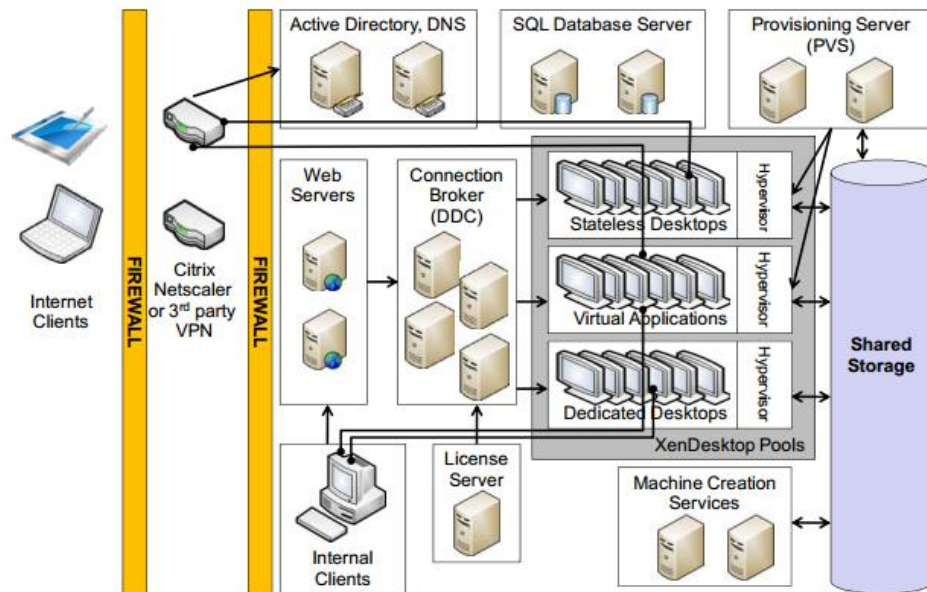 Active Directory, DNS
SQL Database Server
Provisioning Server
(PVS)
Internet
Clients
FIREWALL
Citrix
Netscaler
or 3rd party
VPN
FIREWALL
Web
Servers
Connection
Broker
(DDC)
Stateless Desktops
Hypervisor
Virtual Applications
Hypervisor
Dedicated Desktops
Hypervisor
XenDesktop Pools
Shared
Storage
Internal
Clients
License
Server
Machine Creation
Services